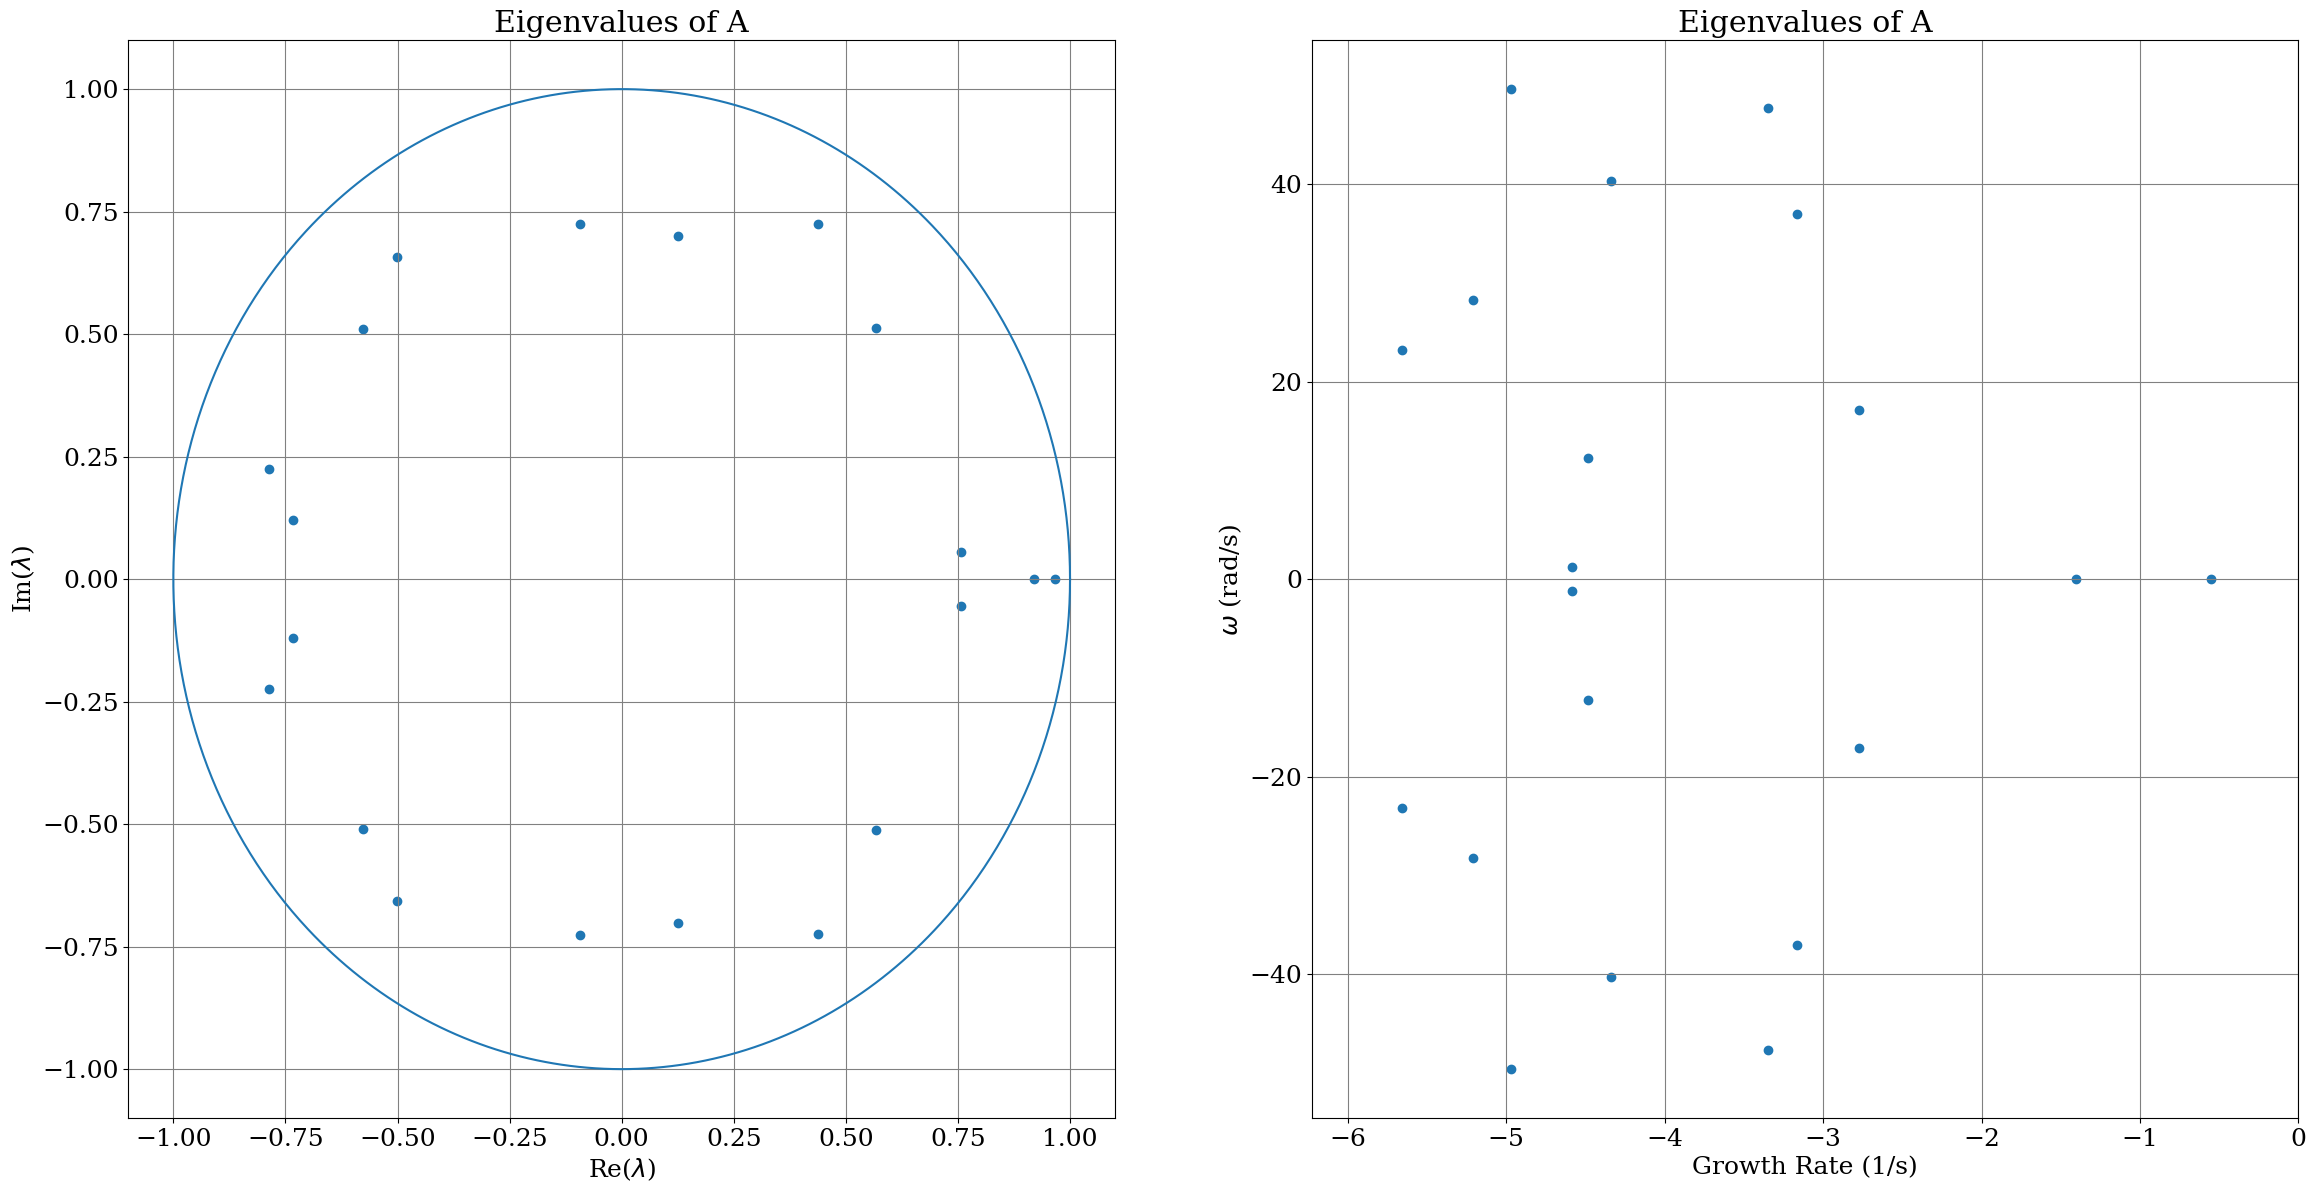 Eigenvalues of A
1.00
0.75
0.50
0.25
0.00
−0.25
−0.50
−0.75
−1.00
Im(λ)
−1.00 −0.75 −0.50 −0.25 0.00 0.25 0.50 0.75 1.00
Re(λ)
Eigenvalues of A
40
20
0
−20
−40
ω (rad/s)
−6 −5 −4 −3 −2 −1 0
Growth Rate (1/s)